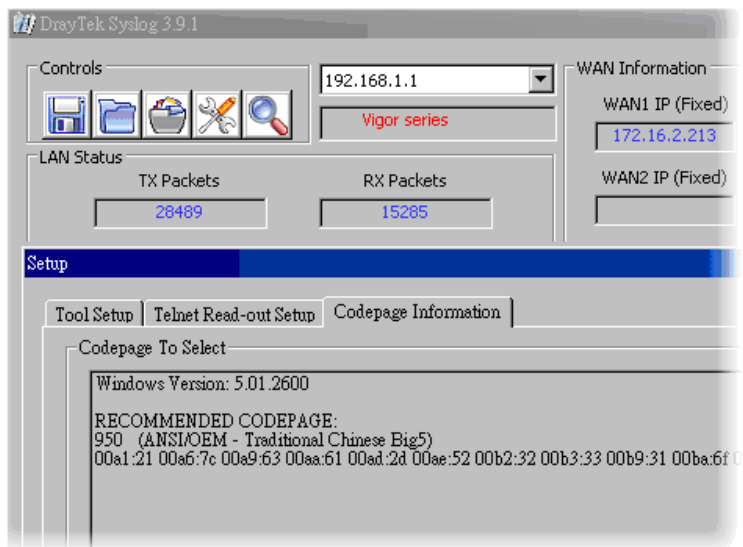 DrayTek Syslog 3.9.1
Controls
192.168.1.1
Vigor series
WAN Information
WAN1 IP (Fixed)
172.16.2.213
WAN2 IP (Fixed)
LAN Status
TX Packets
RX Packets
28489
15285
Setup
Tool Setup
Telnet Read-out Setup
Codepage Information
Codepage To Select
Windows Version: 5.01.2600
RECOMMENDED CODEPAGE:
950 (ANSI/OEM - Traditional Chinese Big5)
00a1:21 00a6:7c 00a9:63 00aa:61 00ad:2d 00ae:52 00b2:32 00b3:33 00b9:31 00ba:6f